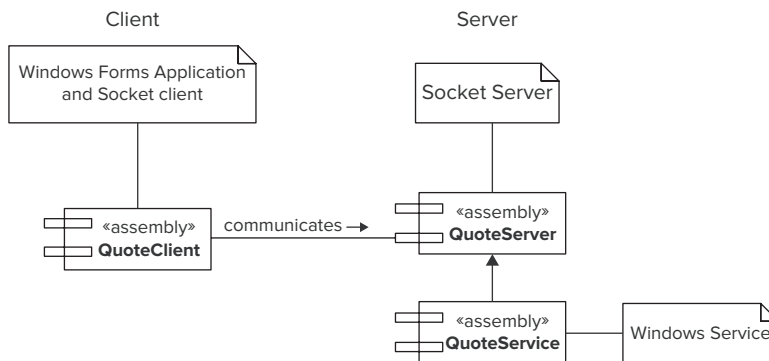 Client
Server
Windows Forms Application
and Socket client
Socket Server
«assembly»
QuoteClient
communicates →
«assembly»
QuoteServer
«assembly»
QuoteService
Windows Service